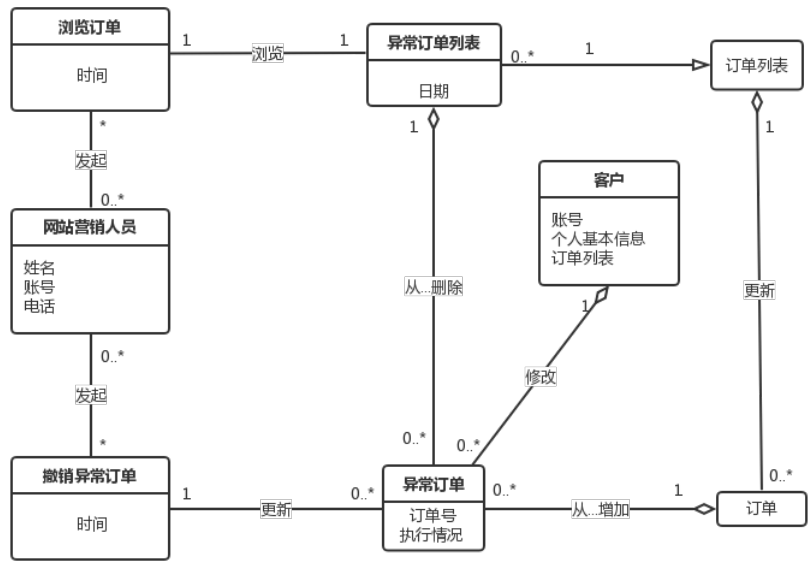 浏览订单
时间
1
浏览
1
异常订单列表
日期
0..*
1
订单列表
*
发起
0..*
1
1
客户
账号
个人基本信息
订单列表
网站营销人员
姓名
账号
电话
从...删除
更新
1
0..*
发起
*
修改
0..*
0..*
0..*
撤销异常订单
时间
1
更新
0..*
异常订单
订单号
执行情况
0..*
从...增加
1
订单